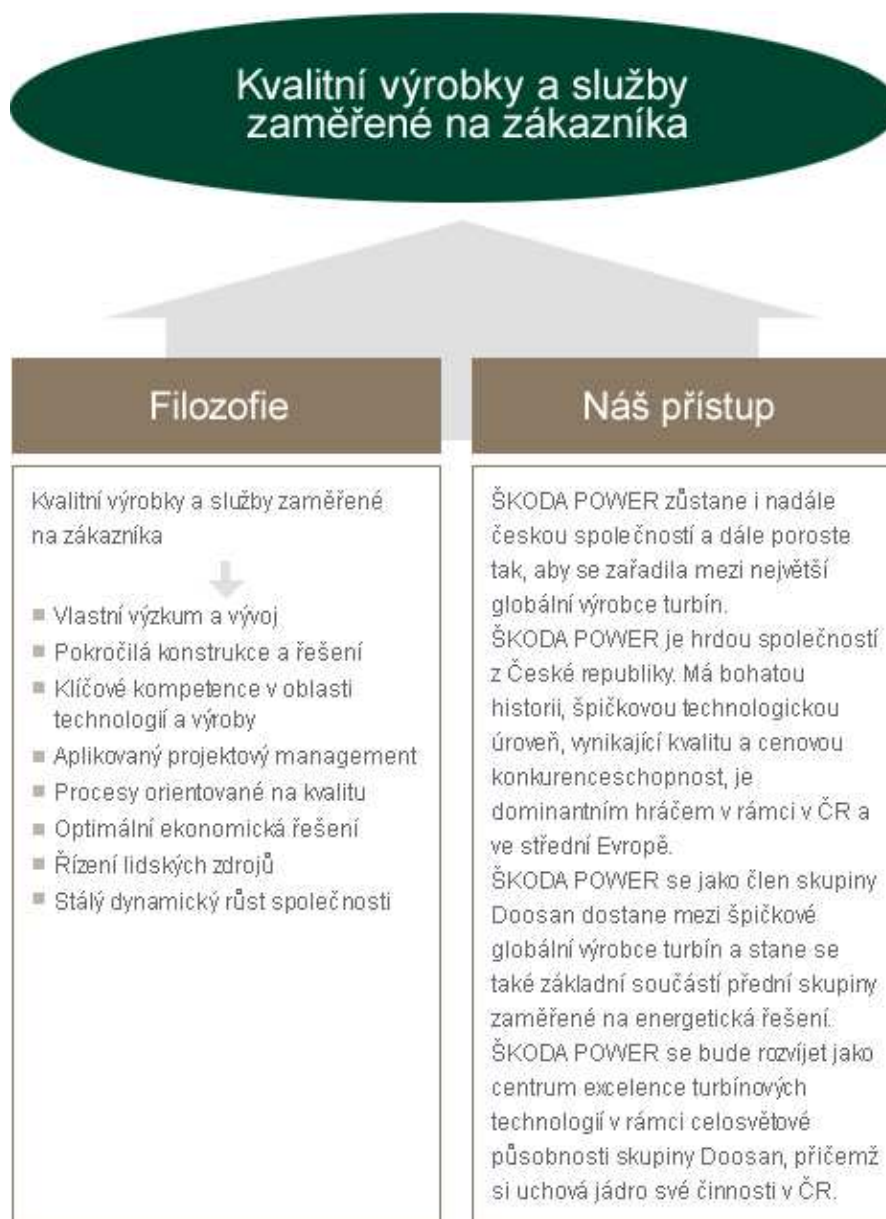 Kvalitní výrobky a služby
zaměřené na zákazníka
Filozofie
Kvalitní výrobky a služby zaměřené
na zákazníka
Vlastní výzkum a vývoj
Pokročilá konstrukce a řešení
Klíčové kompetence v oblasti
technologií a výroby
Aplikovaný projektový management
Procesy orientované na kvalitu
Optimální ekonomická řešení
Řízení lidských zdrojů
Stálý dynamický růst společnosti
Náš přístup
ŠKODA POWER zůstane i nadále
českou společností a dále poroste
tak, aby se zařadila mezi největší
globální výrobce turbín.
ŠKODA POWER je hrdou společností
z České republiky. Má bohatou
historii, špičkovou technologickou
úroveň, vynikající kvalitu a cenovou
konkurenceschopnost, je
dominantním hráčem v rámci v ČR a
ve střední Evropě.
ŠKODA POWER se jako člen skupiny
Doosan dostane mezi špičkové
globální výrobce turbín a stane se
také základní součástí přední skupiny
zaměřené na energetická řešení.
ŠKODA POWER se bude rozvíjet jako
centrum excelence turbínových
technologií v rámci celosvětové
působnosti skupiny Doosan, přičemž
si uchová jádro své činnosti v ČR.